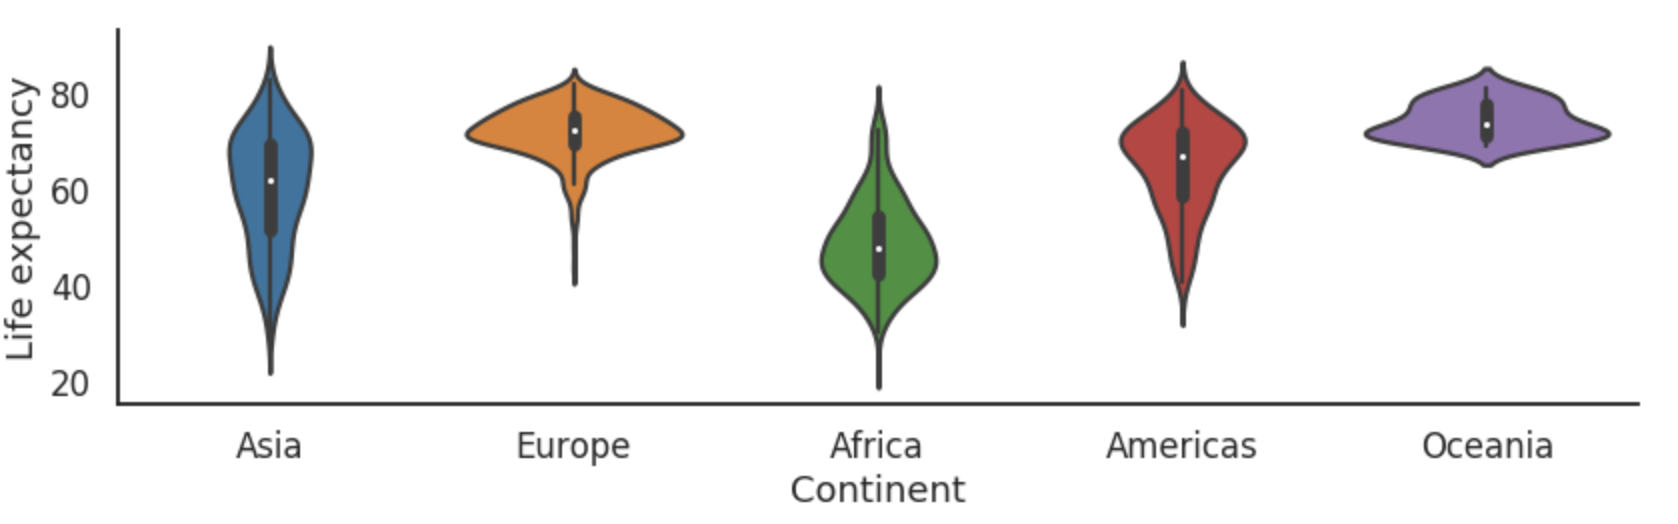 Life expectancy
80
60
40
20
Asia Europe Africa Americas Oceania
Continent